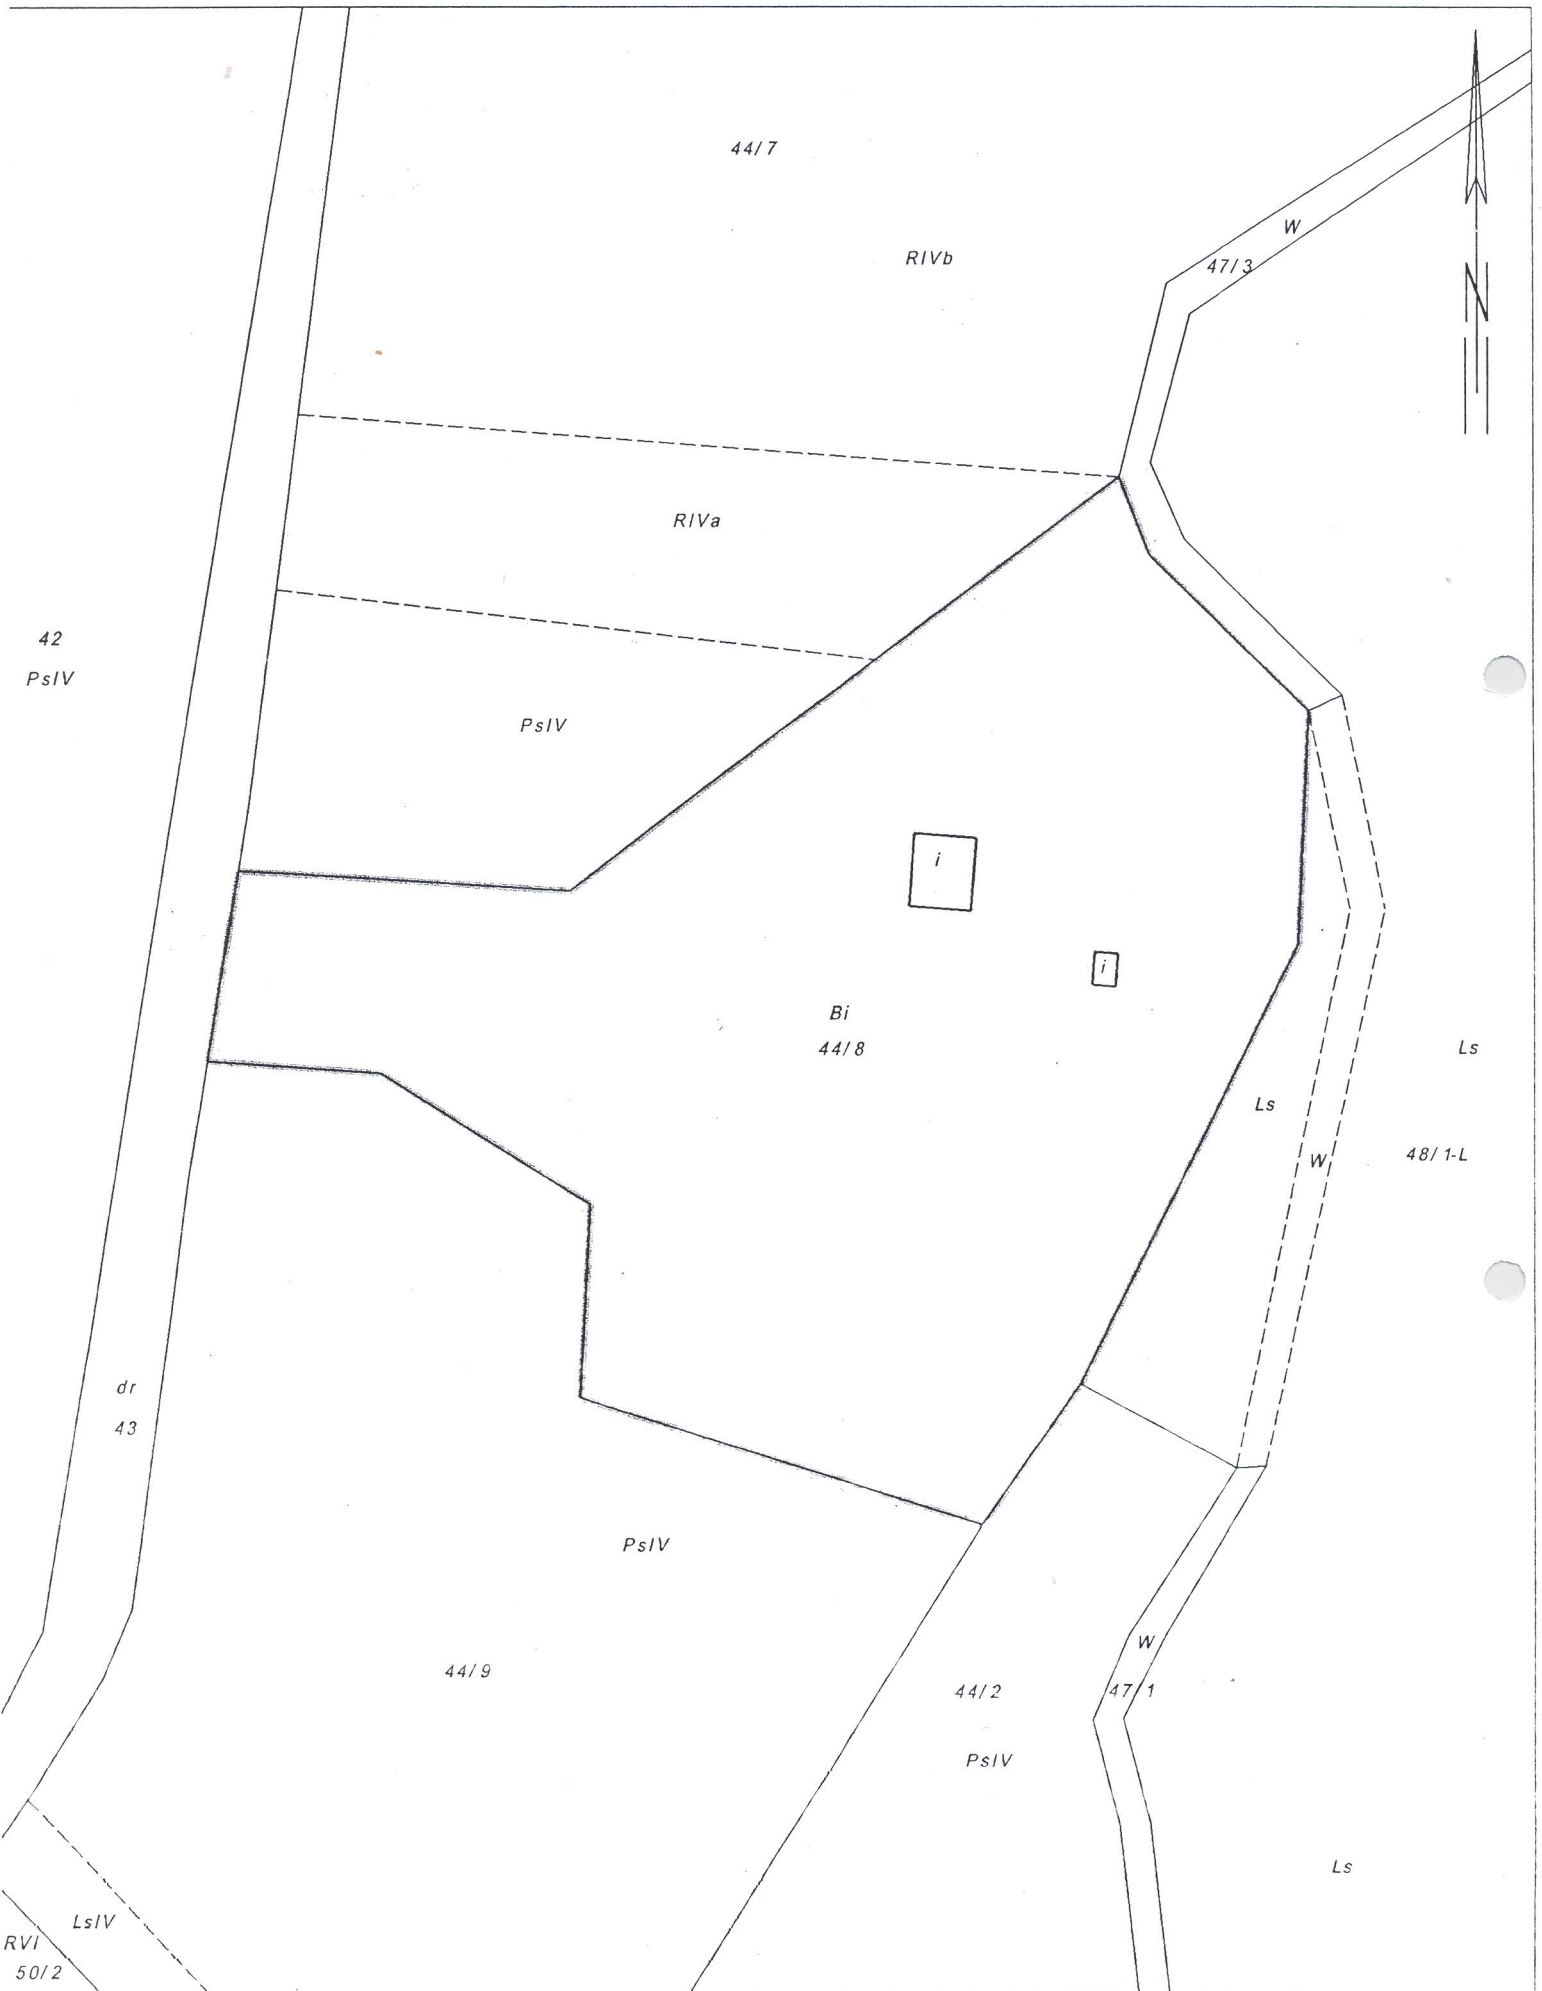 44/7
W
RIVb
47/3
N
RIVa
42
PsIV
PsIV
i
i
Bi
44/8
Ls
Ls
48/1-L
W
dr
43
PsIV
W
44/9
44/2
47/1
PsIV
Ls
LsIV
RVI
50/2